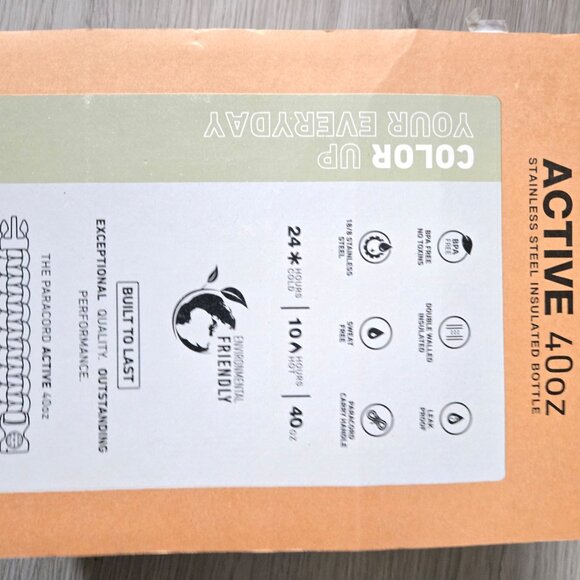 ACTIVE 40oz
STAINLESS STEEL INSULATED BOTTLE
COLOR UP
YOUR EVERYDAY
BPA
FREE
BPA FREE
NO TOXINS
DOUBLE WALLED
INSULATED
LEAK
PROOF
18/8 STAINLESS
STEEL
SWEAT
FREE
PARACORD
CARRY HANDLE
24 HOURS COLD | 10 HOURS HOT | 40 oz
ENVIRONMENTAL
FRIENDLY
BUILT TO LAST
EXCEPTIONAL QUALITY. OUTSTANDING
PERFORMANCE.
THE PARACORD ACTIVE 40oz